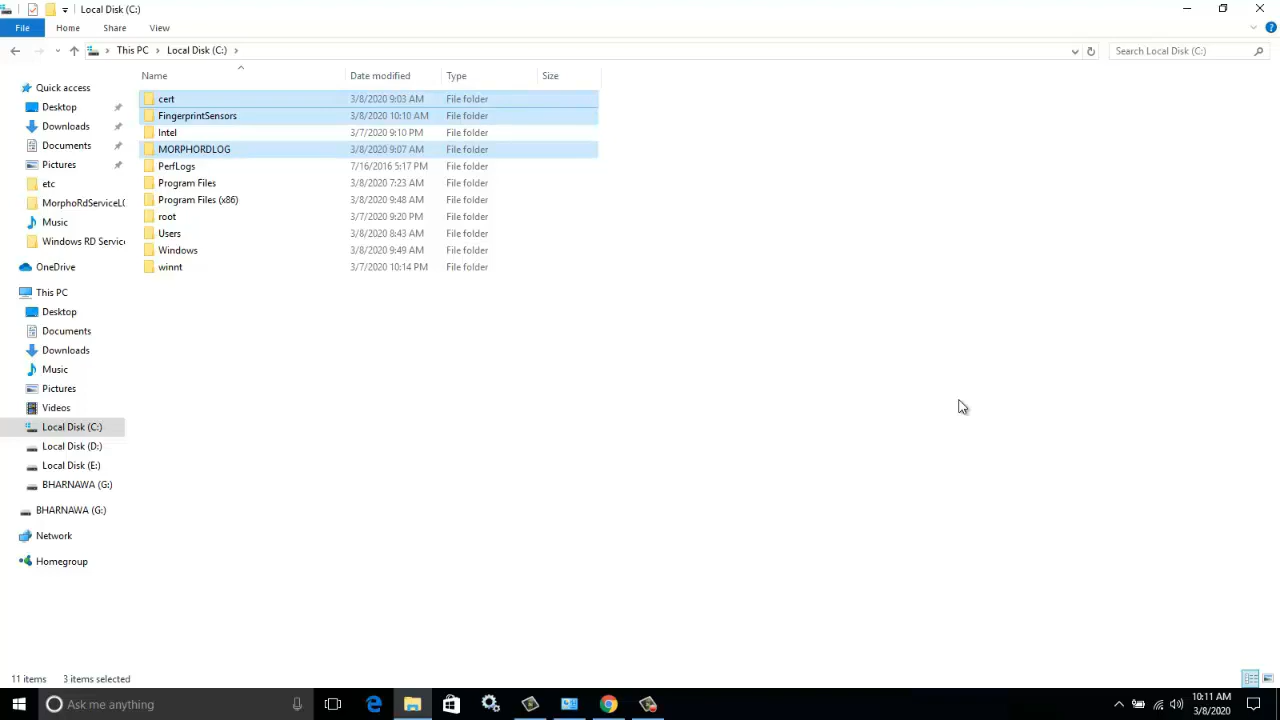 Local Disk (C:)
File Home Share View
This PC Local Disk (C:) Search Local Disk (C:)
Name Date modified Type Size
Quick access
Desktop
Downloads
Documents
Pictures
etc
MorphoRdServiceL
Music
Windows RD Service
OneDrive
This PC
Desktop
Documents
Downloads
Music
Pictures
Videos
Local Disk (C:)
Local Disk (D:)
Local Disk (E:)
BHARNAWA (G:)
BHARNAWA (G:)
Network
Homegroup
cert 3/8/2020 9:03 AM File folder
FingerprintSensors 3/8/2020 10:10 AM File folder
Intel 3/7/2020 9:10 PM File folder
MORPHORDLOG 3/8/2020 9:07 AM File folder
PerfLogs 7/16/2016 5:17 PM File folder
Program Files 3/8/2020 7:23 AM File folder
Program Files (x86) 3/8/2020 9:48 AM File folder
root 3/7/2020 9:20 PM File folder
Users 3/8/2020 8:43 AM File folder
Windows 3/8/2020 9:49 AM File folder
winnt 3/7/2020 10:14 PM File folder
11 items 3 items selected
Ask me anything
10:11 AM
3/8/2020